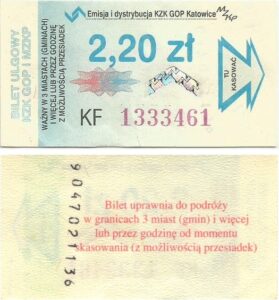 Emisja i dystrybucja KZK GOP Katowice
MZKP
BILET ULGOWY
KZK GOP i MZKP
WAŻNY W 3 MIASTACH (GMINACH)
I WIĘCEJ LUB PRZEZ GODZINĘ
Z MOŻLIWOŚCIĄ PRZESIADEK
2,20 zł
TU
KASOWAĆ
KF 1333461
9047021136
Bilet uprawnia do podróży
w granicach 3 miast (gmin) i więcej
lub przez godzinę od momentu
skasowania (z możliwością przesiadek)